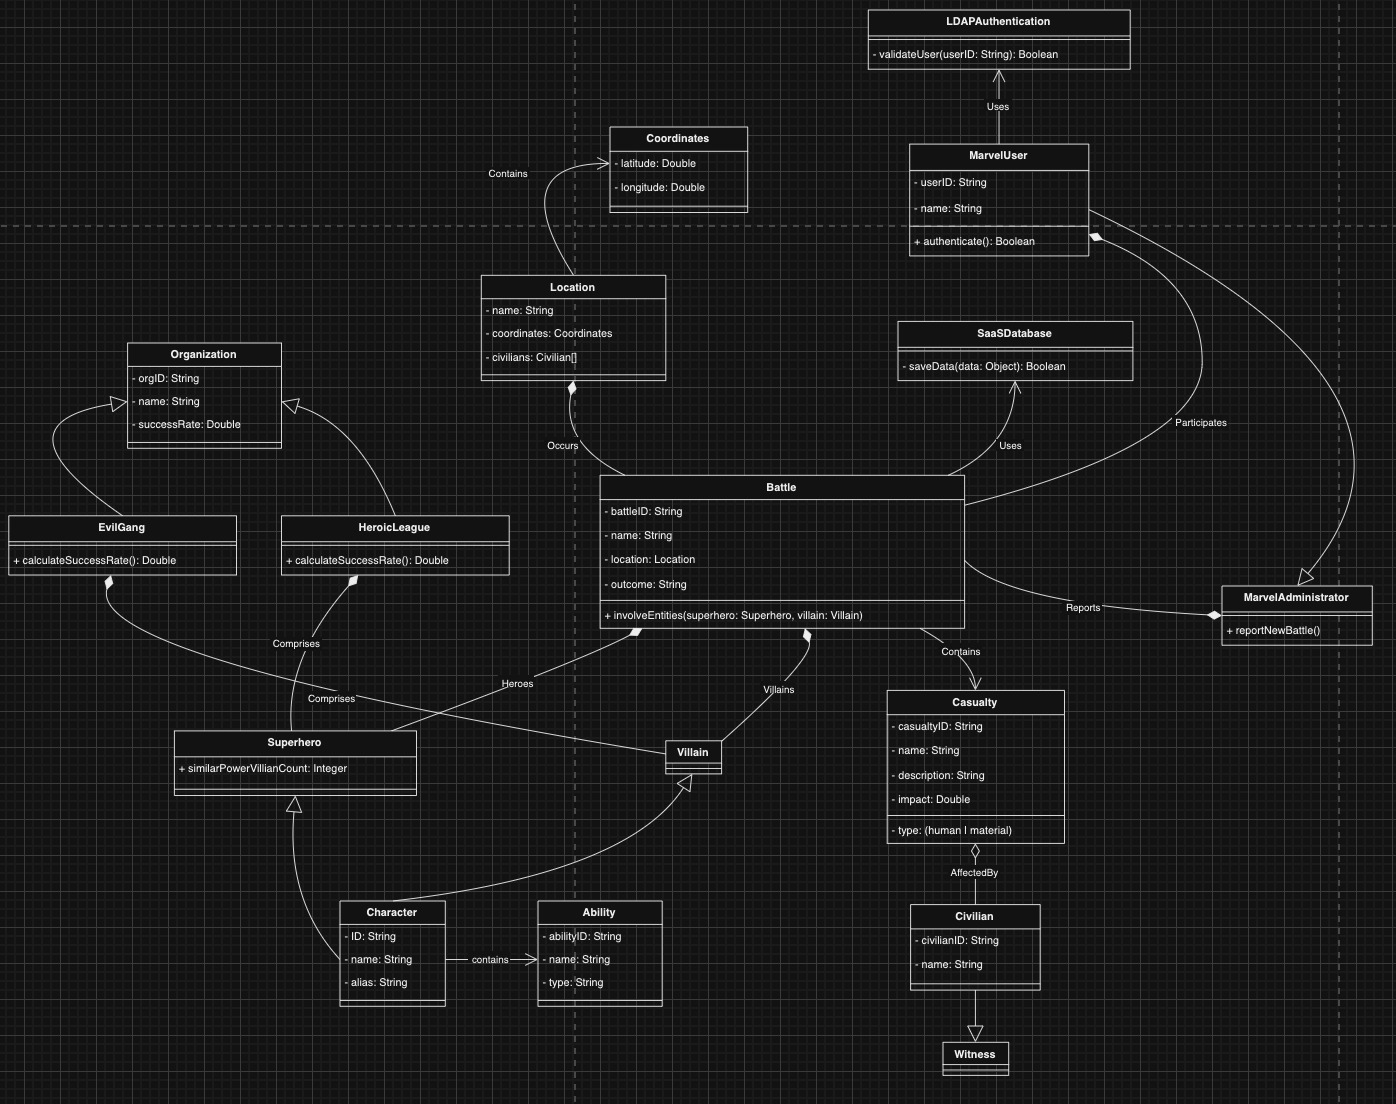 LDAPAuthentication
- validateUser(userID: String): Boolean
Uses
Coordinates
- latitude: Double
- longitude: Double
MarvelUser
- userID: String
- name: String
+ authenticate(): Boolean
Contains
Location
- name: String
- coordinates: Coordinates
- civilians: Civilian[]
SaaSDatabase
- saveData(data: Object): Boolean
Organization
- orgID: String
- name: String
- successRate: Double
Participates
Occurs
Uses
EvilGang
+ calculateSuccessRate(): Double
HeroicLeague
+ calculateSuccessRate(): Double
Battle
- battleID: String
- name: String
- location: Location
- outcome: String
+ involveEntities(superhero: Superhero, villain: Villain)
MarvelAdministrator
+ reportNewBattle()
Reports
Comprises
Contains
Heroes
Villains
Comprises
Superhero
+ similarPowerVillianCount: Integer
Villain
Casualty
- casualtyID: String
- name: String
- description: String
- impact: Double
- type: (human | material)
AffectedBy
Character
- ID: String
- name: String
- alias: String
contains
Ability
- abilityID: String
- name: String
- type: String
Civilian
- civilianID: String
- name: String
Witness